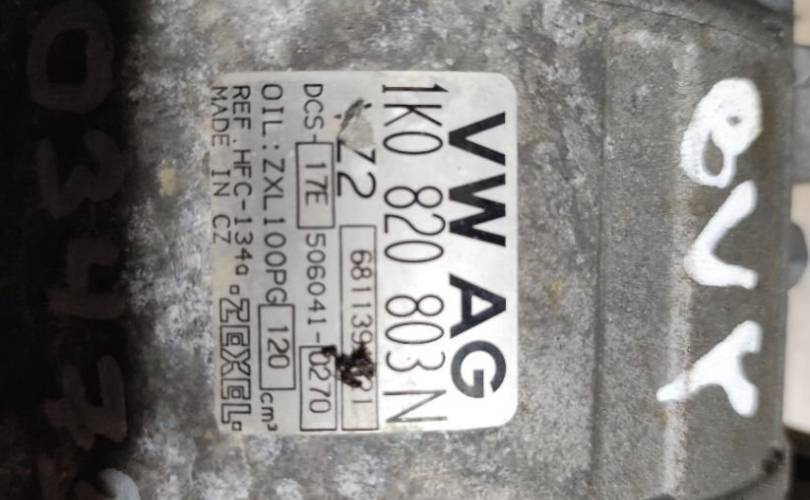 VW AG
1K0 820 803 N
Z2
DCS-17E 506041-0270
OIL: ZXL100PG 120 cm³
REF. HFC-134a
MADE IN CZ ZEXEL